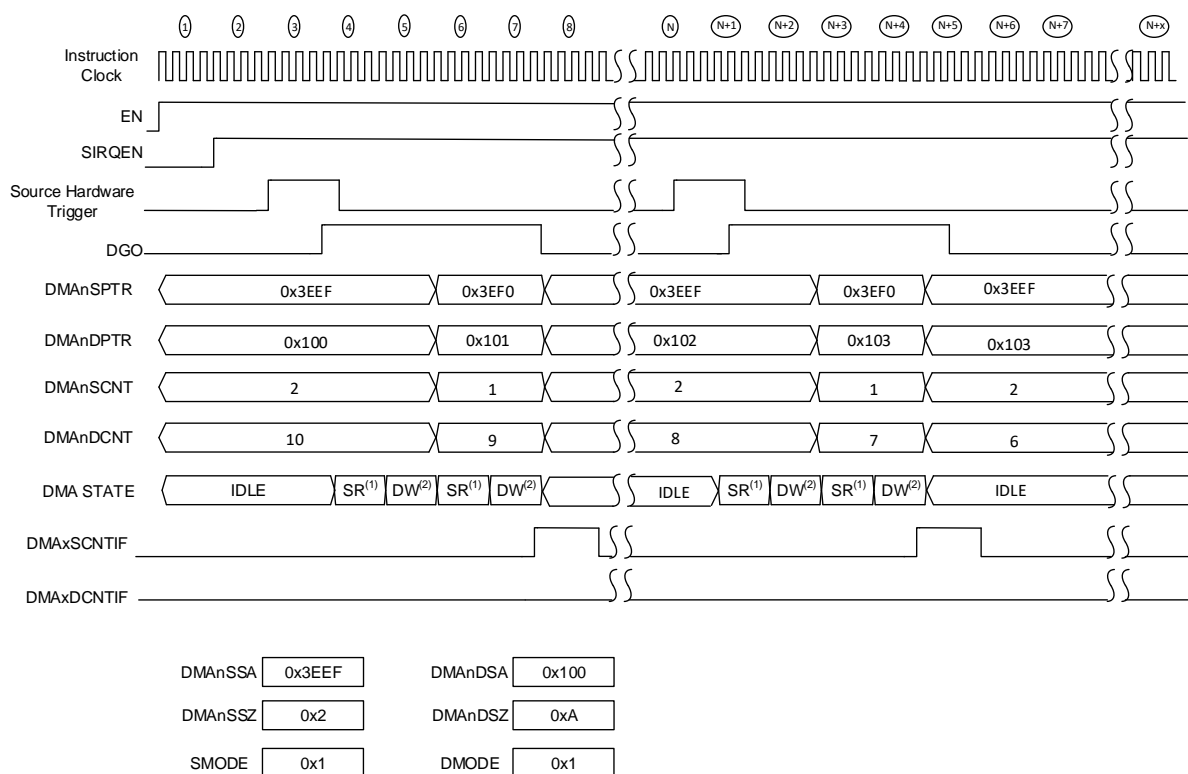 1 2 3 4 5 6 7 8 N N+1 N+2 N+3 N+4 N+5 N+6 N+7 N+x
Instruction
Clock
EN
SIRQEN
Source Hardware
Trigger
DGO
DMAnSPTR 0x3EEF 0x3EF0 0x3EEF 0x3EF0 0x3EEF
DMAnDPTR 0x100 0x101 0x102 0x103 0x103
DMAnSCNT 2 1 2 1 2
DMAnDCNT 10 9 8 7 6
DMA STATE IDLE SR(1) DW(2) SR(1) DW(2) IDLE SR(1) DW(2) SR(1) DW(2) IDLE
DMAxSCNTIF
DMAxDCNTIF
DMAnSSA 0x3EEF DMAnDSA 0x100
DMAnSSZ 0x2 DMAnDSZ 0xA
SMODE 0x1 DMODE 0x1